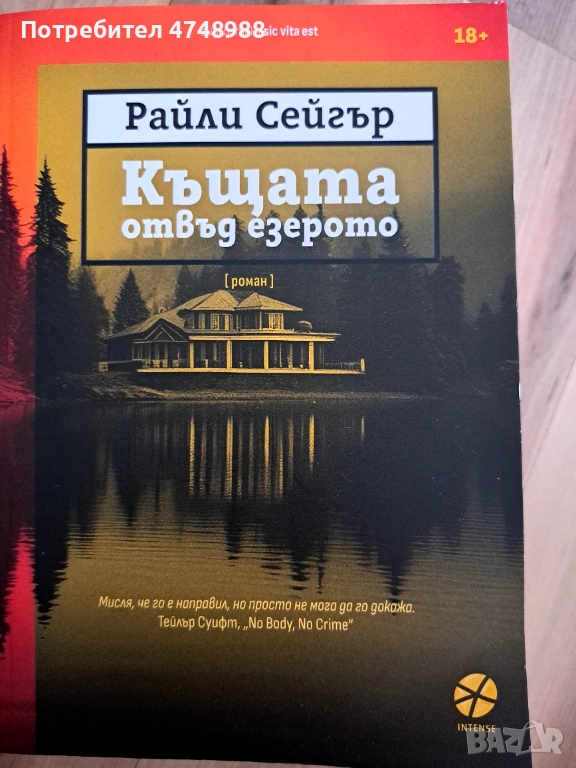 Потребител 4748988
sic vita est
18+
Райли Сейгър
Къщата
отвъд езерото
[роман]
Мисля, че го е направил, но просто не мога да го докажа.
Тейлър Суифт, „No Body, No Crime“
INTENSE
BAZAR